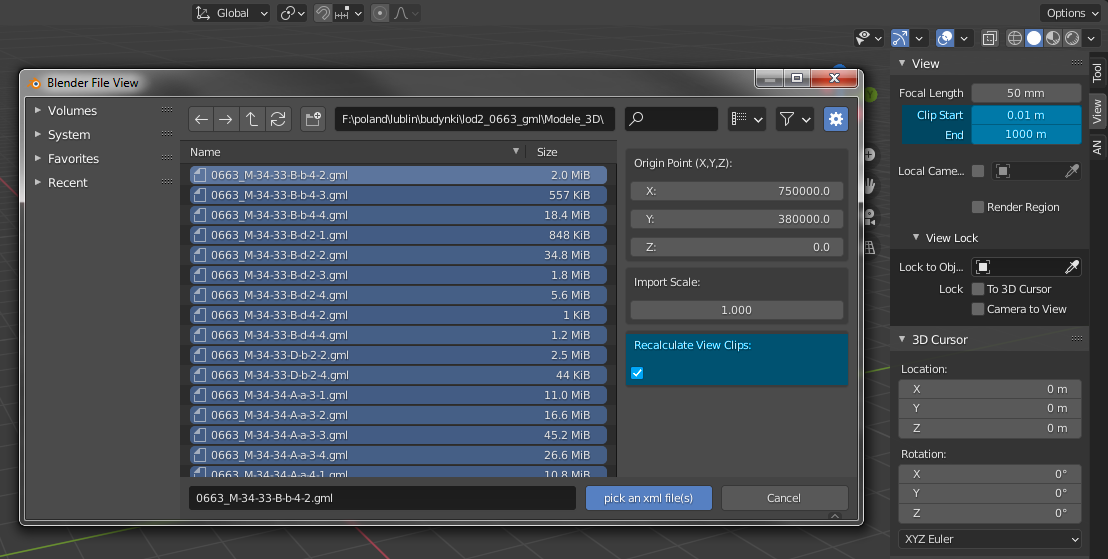 Global
Options
Blender File View
Volumes
System
Favorites
Recent
F:\poland\lublin\budynki\lod2_0663_gml\Modele_3D\
Name
Size
0663_M-34-33-B-b-4-2.gml 2.0 MiB
0663_M-34-33-B-b-4-3.gml 557 KiB
0663_M-34-33-B-b-4-4.gml 18.4 MiB
0663_M-34-33-B-d-2-1.gml 848 KiB
0663_M-34-33-B-d-2-2.gml 34.8 MiB
0663_M-34-33-B-d-2-3.gml 1.8 MiB
0663_M-34-33-B-d-2-4.gml 5.6 MiB
0663_M-34-33-B-d-4-2.gml 1 KiB
0663_M-34-33-B-d-4-4.gml 1.2 MiB
0663_M-34-33-D-b-2-2.gml 2.5 MiB
0663_M-34-33-D-b-2-4.gml 44 KiB
0663_M-34-34-A-a-3-1.gml 11.0 MiB
0663_M-34-34-A-a-3-2.gml 16.6 MiB
0663_M-34-34-A-a-3-3.gml 45.2 MiB
0663_M-34-34-A-a-3-4.gml 26.6 MiB
0663_M-34-34-A-a-4-1.gml 10.8 MiB
0663_M-34-33-B-b-4-2.gml
pick an xml file(s)
Cancel
Origin Point (X,Y,Z):
X: 750000.0
Y: 380000.0
Z: 0.0
Import Scale:
1.000
Recalculate View Clips:
View
Focal Length 50 mm
Clip Start 0.01 m
End 1000 m
Local Came...
Render Region
View Lock
Lock to Obj...
Lock To 3D Cursor
Camera to View
3D Cursor
Location:
X 0 m
Y 0 m
Z 0 m
Rotation:
X 0°
Y 0°
Z 0°
XYZ Euler
Tool
View
AN
Y